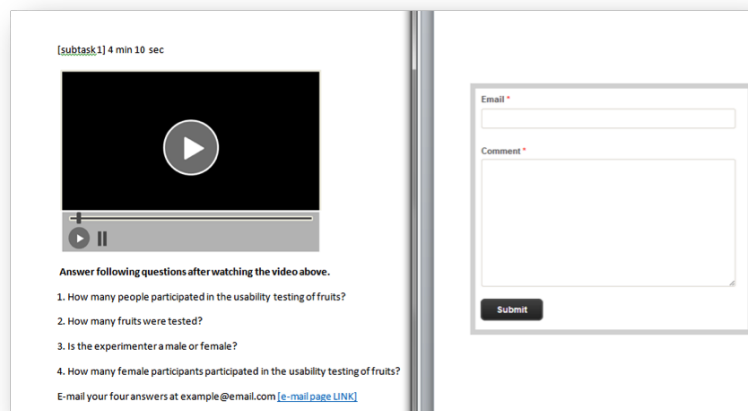 [subtask1] 4 min 10 sec
Answer following questions after watching the video above.
1. How many people participated in the usability testing of fruits?
2. How many fruits were tested?
3. Is the experimenter a male or female?
4. How many female participants participated in the usability testing of fruits?
E-mail your four answers at example@email.com [e-mail page LINK]
Email *
Comment *
Submit